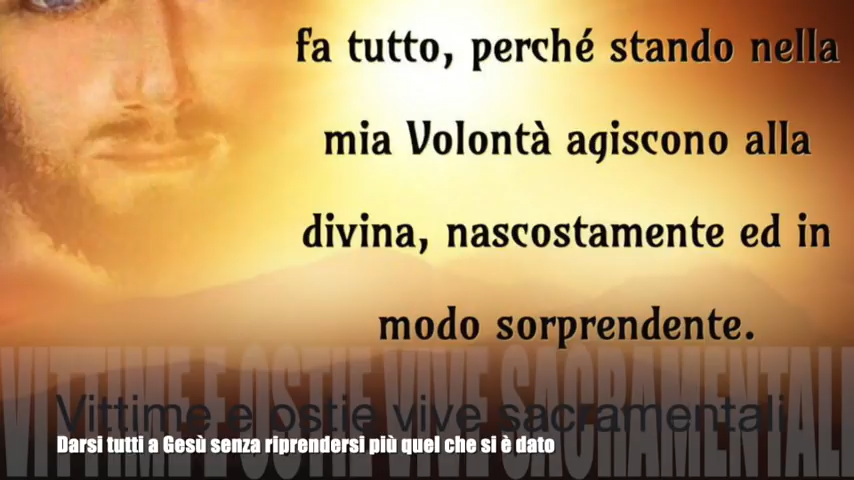 fa tutto, perché stando nella
mia Volontà agiscono alla
divina, nascostamente ed in
modo sorprendente.
VITTIME E OSTIE VIVE SACRAMENTALI
Vittime e ostie vive sacramentali
Darsi tutti a Gesù senza riprendersi più quel che si è dato